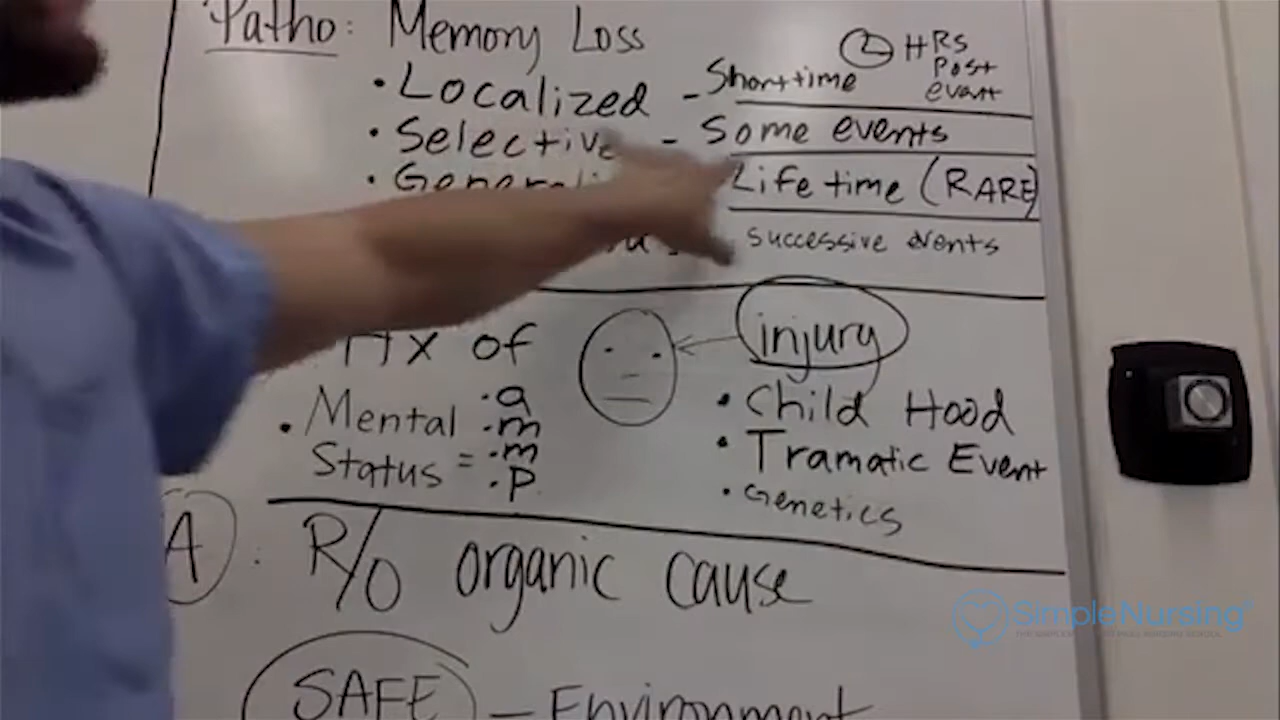 Patho: Memory Loss
• Localized - Short time HRS Post event
• Selective - Some events
• Life time (RARE)
successive events
Hx of injury
• Mental Status = • a • m • m • P
• Child Hood
• Tramatic Event
• Genetics
A : R/O organic cause
SAFE - Environment
SimpleNursing